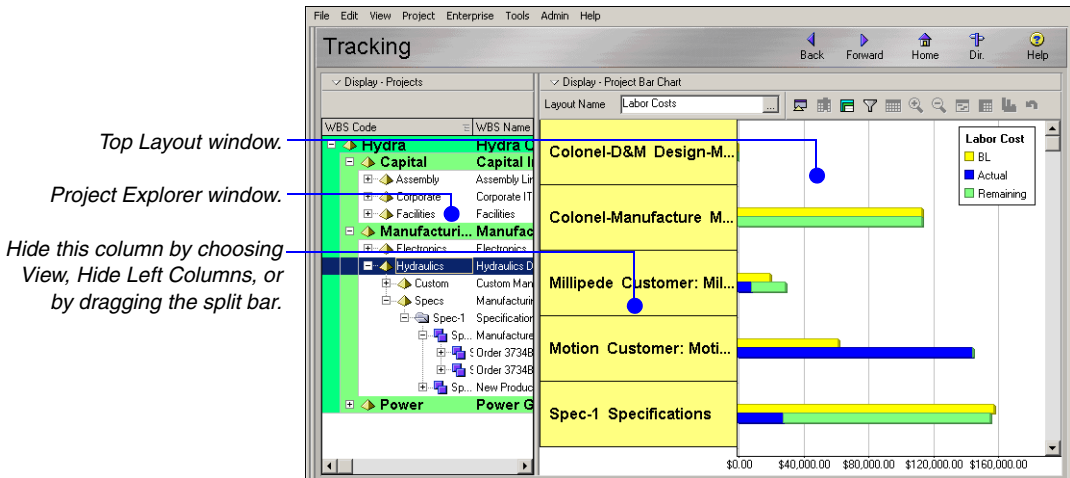 File Edit View Project Enterprise Tools Admin Help
Tracking
Back Forward Home Dir. Help
Display - Projects
Display - Project Bar Chart
Layout Name Labor Costs ...
WBS Code WBS Name
Top Layout window.
Project Explorer window.
Hide this column by choosing
View, Hide Left Columns, or
by dragging the split bar.
Hydra Hydra C
Capital Capital I
Assembly Assembly Lin
Corporate Corporate IT
Facilities Facilities
Manufacturi... Manufac
Electronics Electronics
Hydraulics Hydraulics D
Custom Custom Man
Specs Manufacturin
Spec-1 Specification
Sp... Manufacture
S Order 3734B
S Order 3734B
Sp... New Produc
Power Power G
Colonel-D&M Design-M...
Colonel-Manufacture M...
Millipede Customer: Mil...
Motion Customer: Moti...
Spec-1 Specifications
Labor Cost
BL
Actual
Remaining
$0.00 $40,000.00 $80,000.00 $120,000.00 $160,000.00